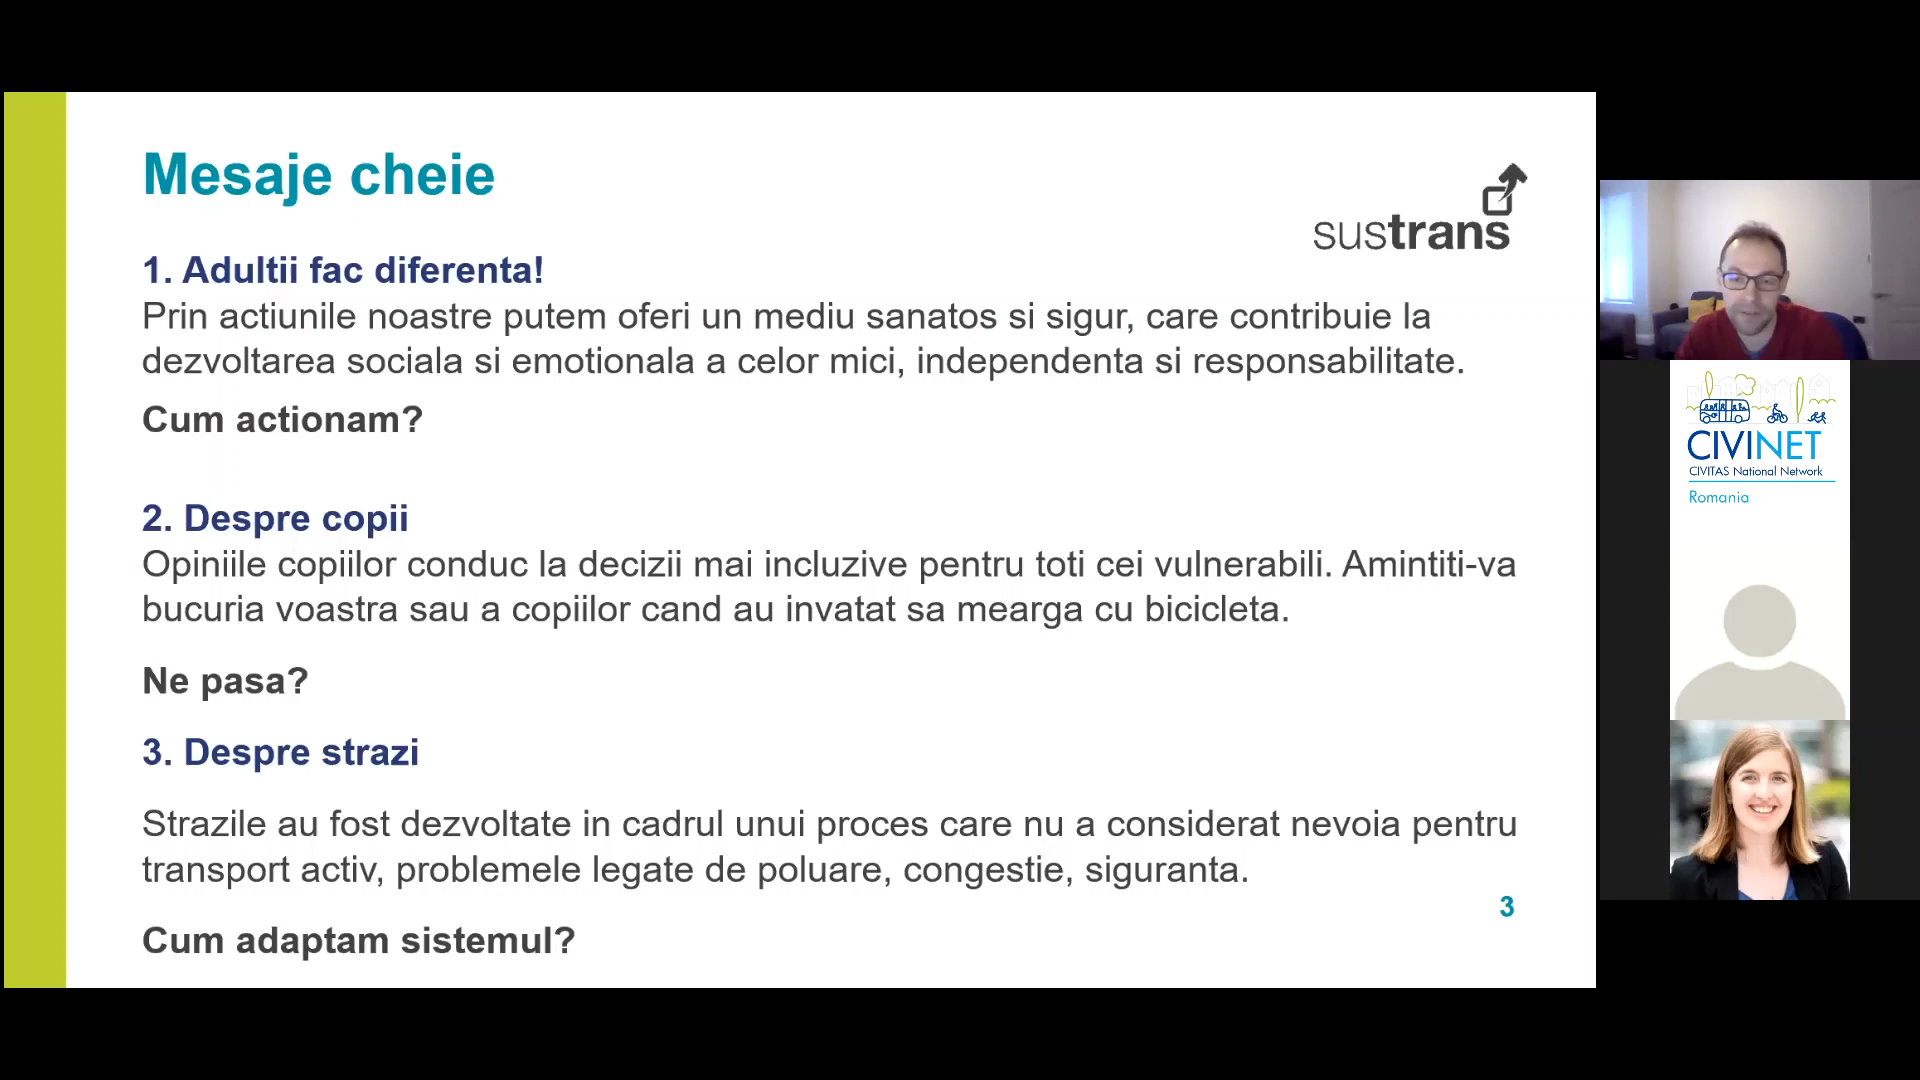 Mesaje cheie
sustrans
1. Adultii fac diferenta!
Prin actiunile noastre putem oferi un mediu sanatos si sigur, care contribuie la
dezvoltarea sociala si emotionala a celor mici, independenta si responsabilitate.
Cum actionam?
2. Despre copii
Opiniile copiilor conduc la decizii mai incluzive pentru toti cei vulnerabili. Amintiti-va
bucuria voastra sau a copiilor cand au invatat sa mearga cu bicicleta.
Ne pasa?
3. Despre strazi
Strazile au fost dezvoltate in cadrul unui proces care nu a considerat nevoia pentru
transport activ, problemele legate de poluare, congestie, siguranta.
3
Cum adaptam sistemul?
CIVINET
CIVITAS National Network
Romania